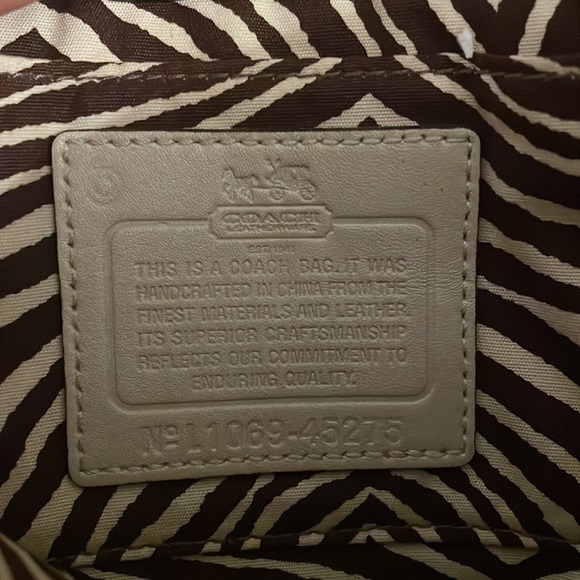 COACH
LEATHERWARE
EST. 1941
THIS IS A COACH BAG. IT WAS
HANDCRAFTED IN CHINA FROM THE
FINEST MATERIALS AND LEATHER.
ITS SUPERIOR CRAFTSMANSHIP
REFLECTS OUR COMMITMENT TO
ENDURING QUALITY.
No L1069-45275